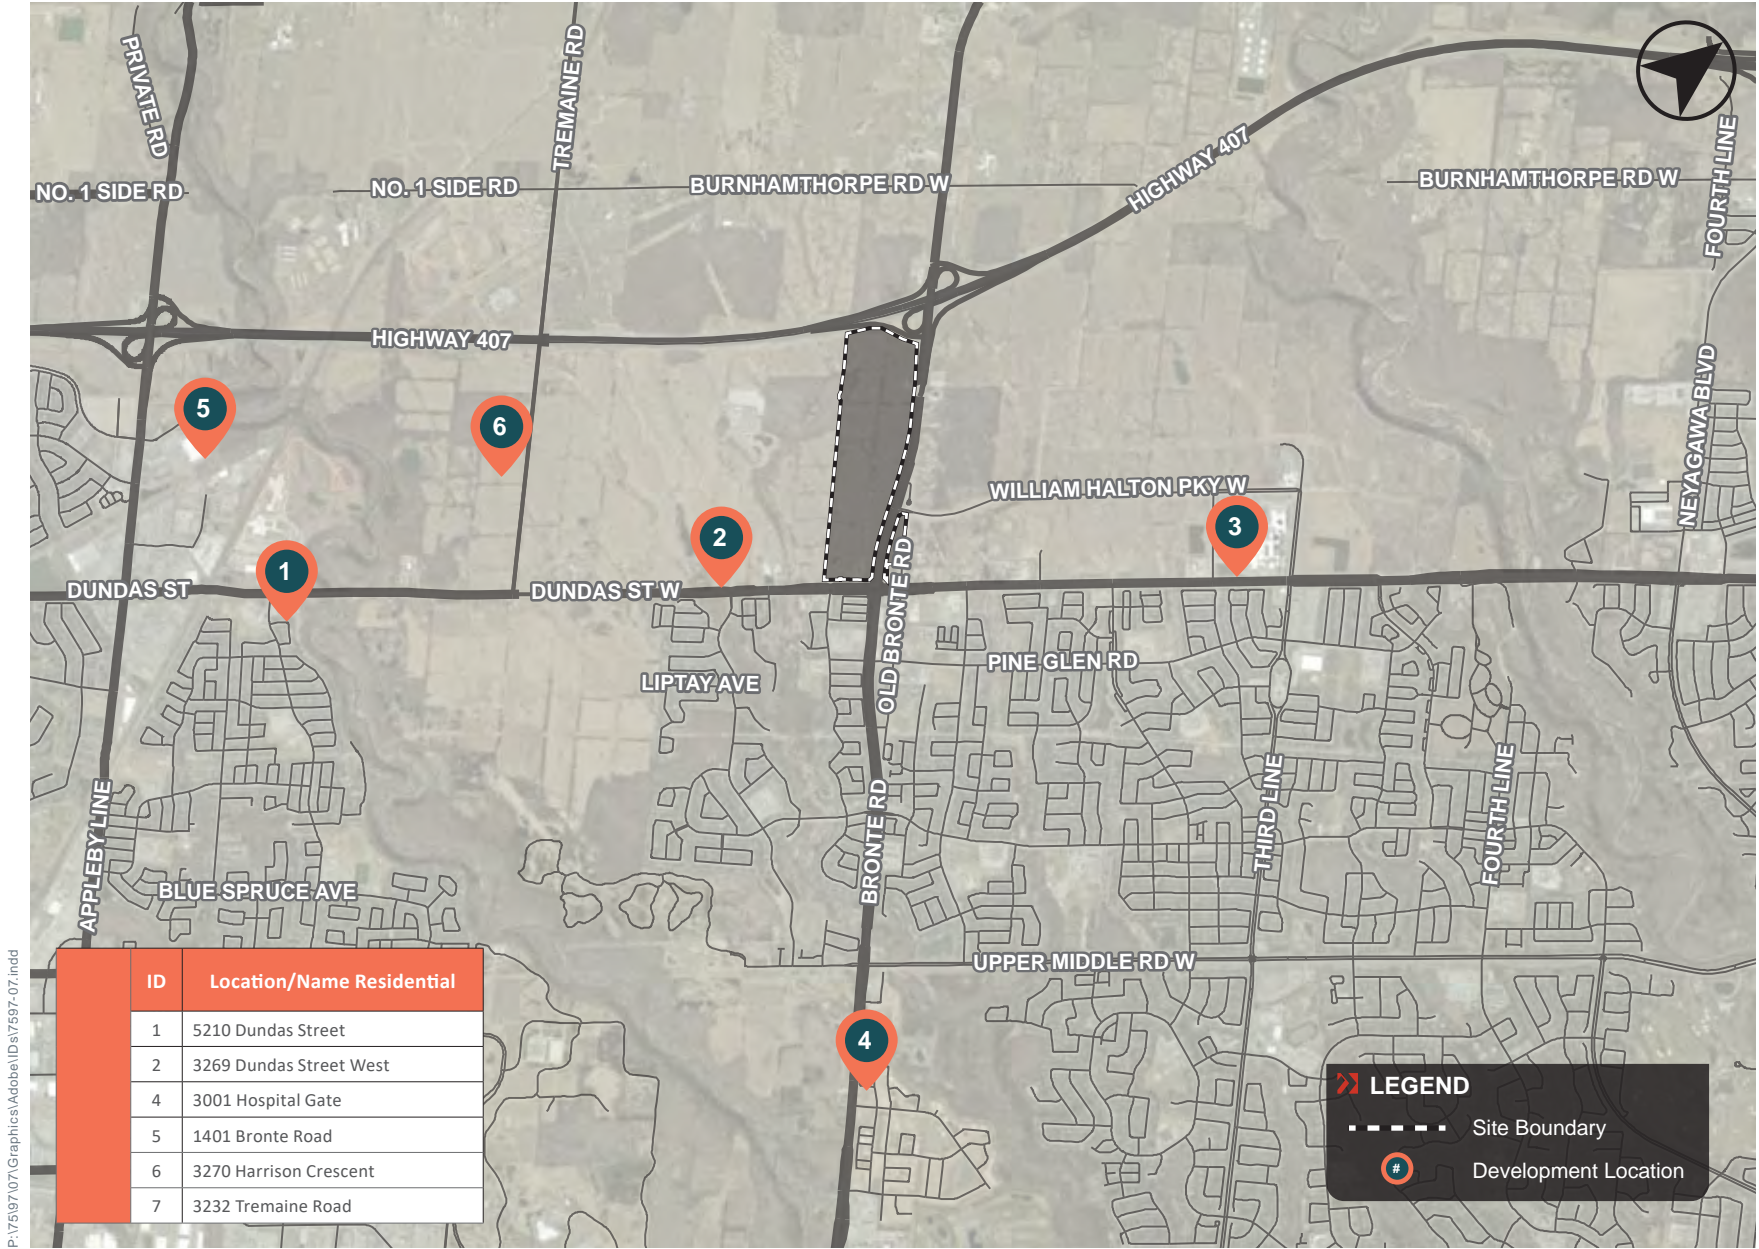 PRIVATE RD
TREMAINE RD
HIGHWAY 407
FOURTH LINE
NO. 1 SIDE RD
NO. 1 SIDE RD
BURNHAMTHORPE RD W
BURNHAMTHORPE RD W
HIGHWAY 407
NEYAGAWA BLVD
5
6
WILLIAM HALTON PKY W
2
3
1
DUNDAS ST
DUNDAS ST W
OLD BRONTE RD
PINE GLEN RD
LIPTAY AVE
APPLEBY LINE
BRONTE RD
THIRD LINE
FOURTH LINE
BLUE SPRUCE AVE
UPPER MIDDLE RD W
4
ID Location/Name Residential
1 5210 Dundas Street
2 3269 Dundas Street West
4 3001 Hospital Gate
5 1401 Bronte Road
6 3270 Harrison Crescent
7 3232 Tremaine Road
LEGEND
Site Boundary
# Development Location
P:\75\97\07\Graphics\Adobe\IDs\7597-07.indd